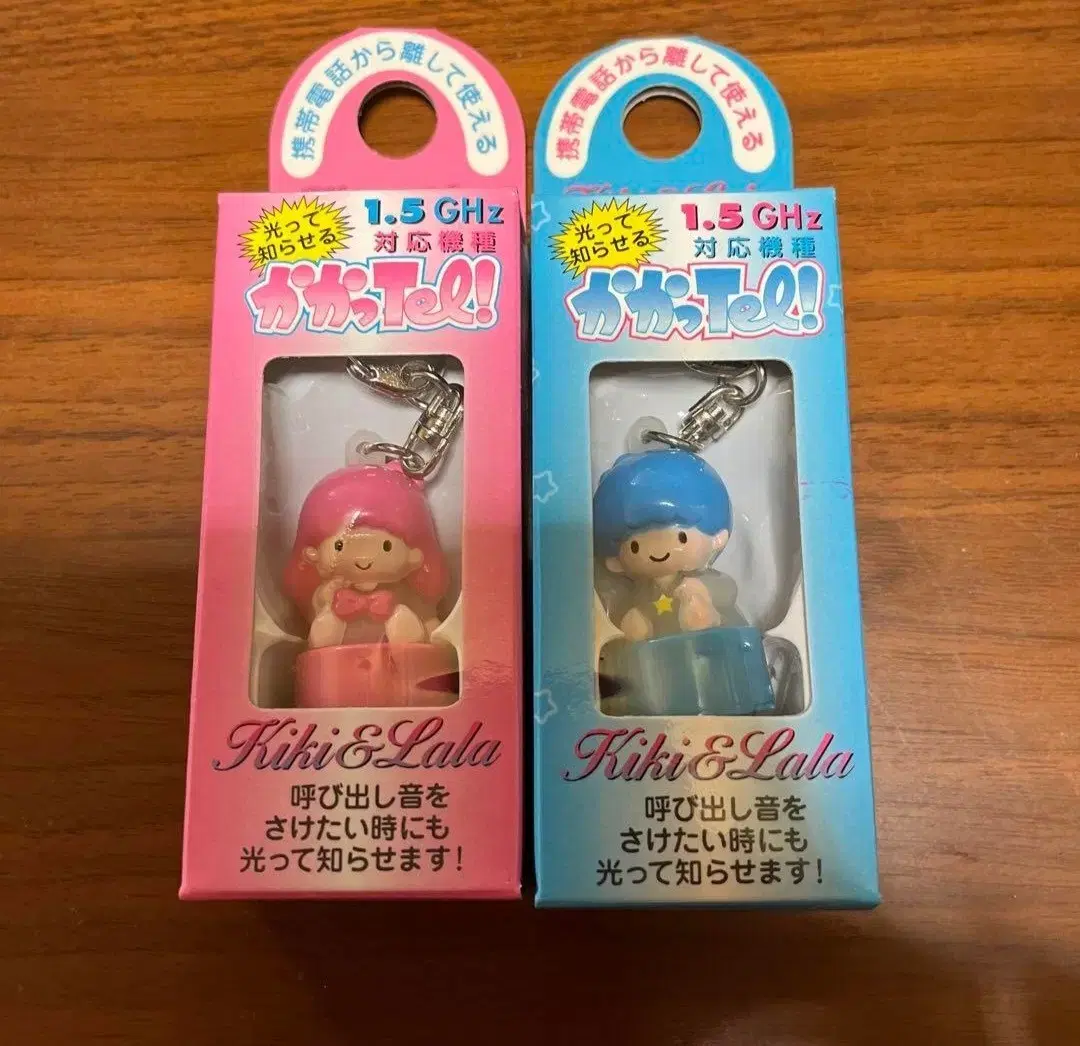 携帯電話から離して使える
光って
知らせる
1.5 GHz
対応機種
かかっTel!
Kiki&Lala
呼び出し音を
さけたい時にも
光って知らせます!
携帯電話から離して使える
光って
知らせる
1.5 GHz
対応機種
かかっTel!
Kiki&Lala
呼び出し音を
さけたい時にも
光って知らせます!